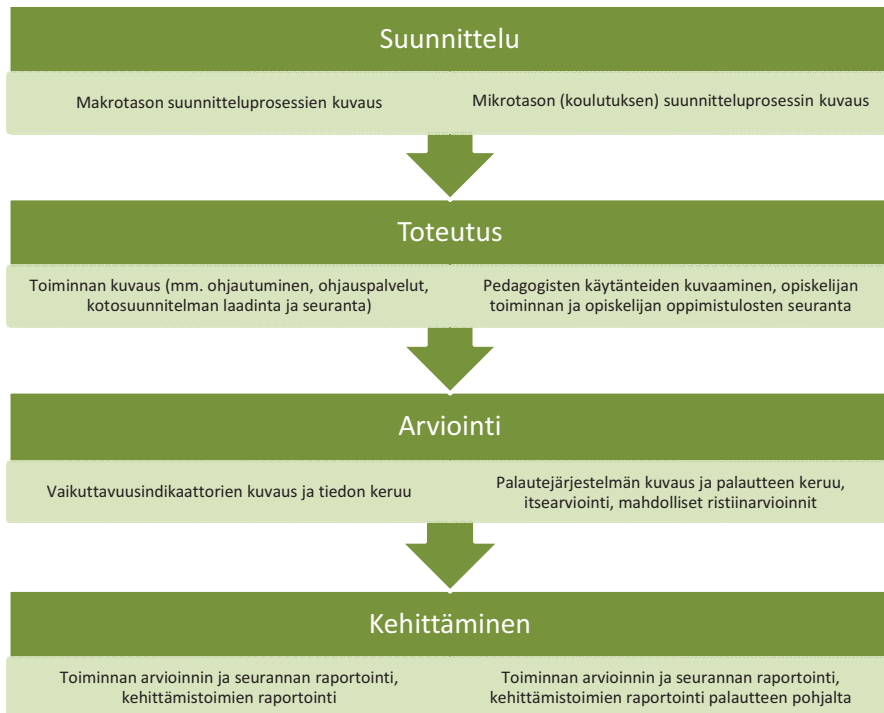 Suunnittelu
Makrotason suunnitteluprosessien kuvaus
Mikrotason (koulutuksen) suunnitteluprosessin kuvaus
Toteutus
Toiminnan kuvaus (mm. ohjautuminen, ohjauspalvelut,
kotosuunnitelman laadinta ja seuranta)
Pedagogisten käytänteiden kuvaaminen, opiskelijan
toiminnan ja opiskelijan oppimistulosten seuranta
Arviointi
Vaikuttavuusindikaattorien kuvaus ja tiedon keruu
Palautejärjestelmän kuvaus ja palautteen keruu,
itsearviointi, mahdolliset ristiinarvioinnit
Kehittäminen
Toiminnan arvioinnin ja seurannan raportointi,
kehittämistoimien raportointi
Toiminnan arvioinnin ja seurannan raportointi,
kehittämistoimien raportointi palautteen pohjalta